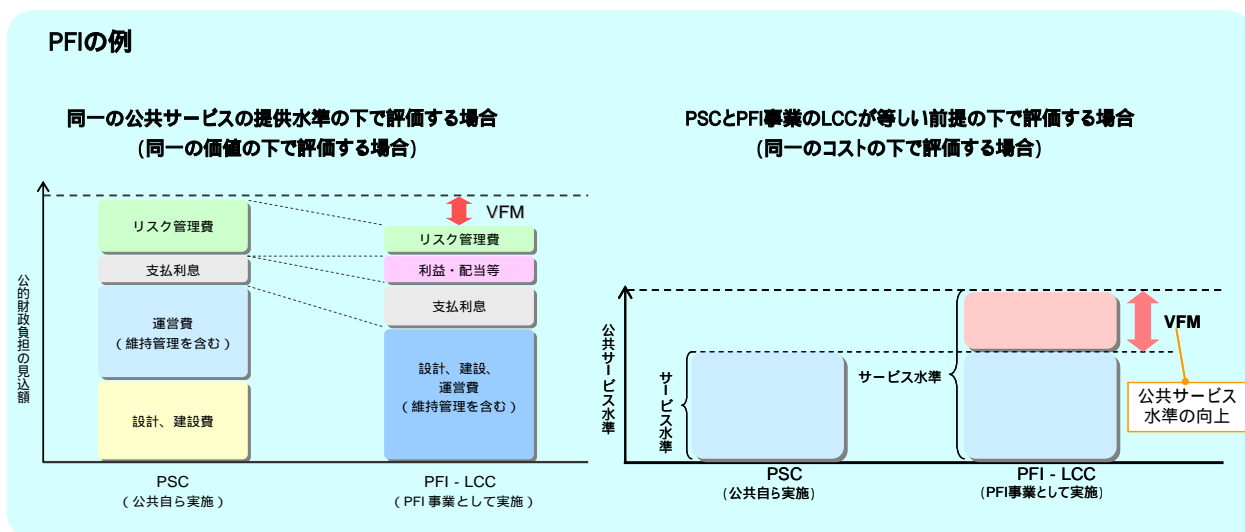 PFIの例
同一の公共サービスの提供水準の下で評価する場合
(同一の価値の下で評価する場合)
公的財政負担の見込額
リスク管理費
支払利息
運営費
(維持管理を含む)
設計、建設費
VFM
リスク管理費
利益・配当等
支払利息
設計、建設、
運営費
(維持管理を含む)
PSC
(公共自ら実施)
PFI - LCC
(PFI 事業として実施)
PSCとPFI事業のLCCが等しい前提の下で評価する場合
(同一のコストの下で評価する場合)
公共サービス水準
サービス水準
サービス水準
VFM
公共サービス
水準の向上
PSC
(公共自ら実施)
PFI - LCC
(PFI事業として実施)